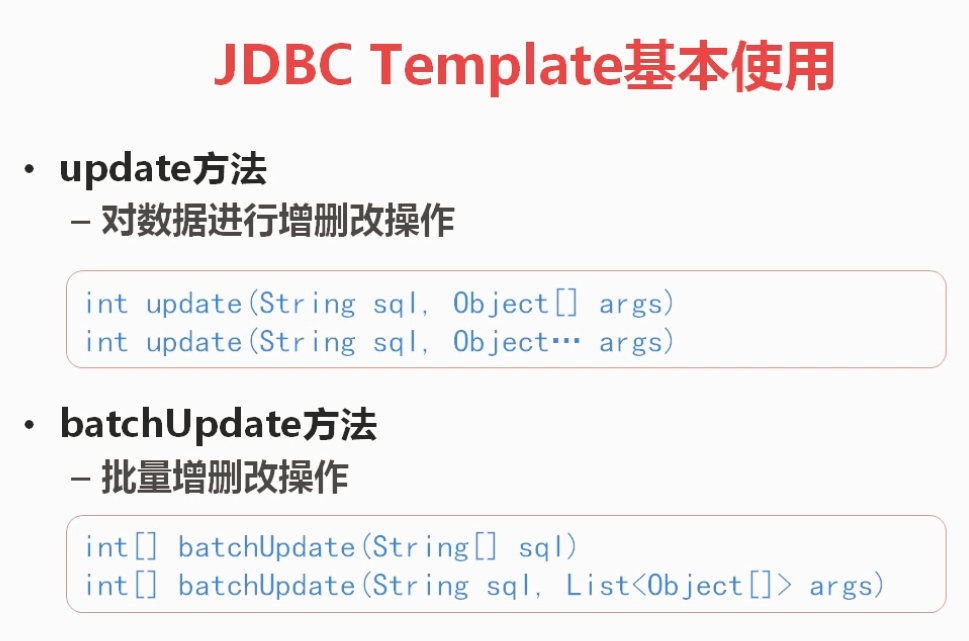 JDBC Template基本使用
• update方法
– 对数据进行增删改操作
int update(String sql, Object[] args)
int update(String sql, Object… args)
• batchUpdate方法
– 批量增删改操作
int[] batchUpdate(String[] sql)
int[] batchUpdate(String sql, List<Object[]> args)